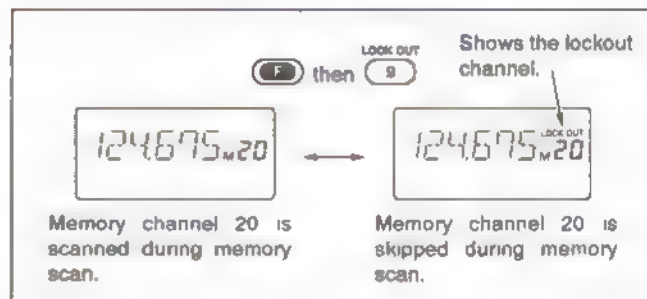 LOCK OUT
F then 9
Shows the lockout
channel.
124.675 M 20
LOCK OUT
124.675 M 20
Memory channel 20 is
scanned during memory
scan.
Memory channel 20 is
skipped during memory
scan.